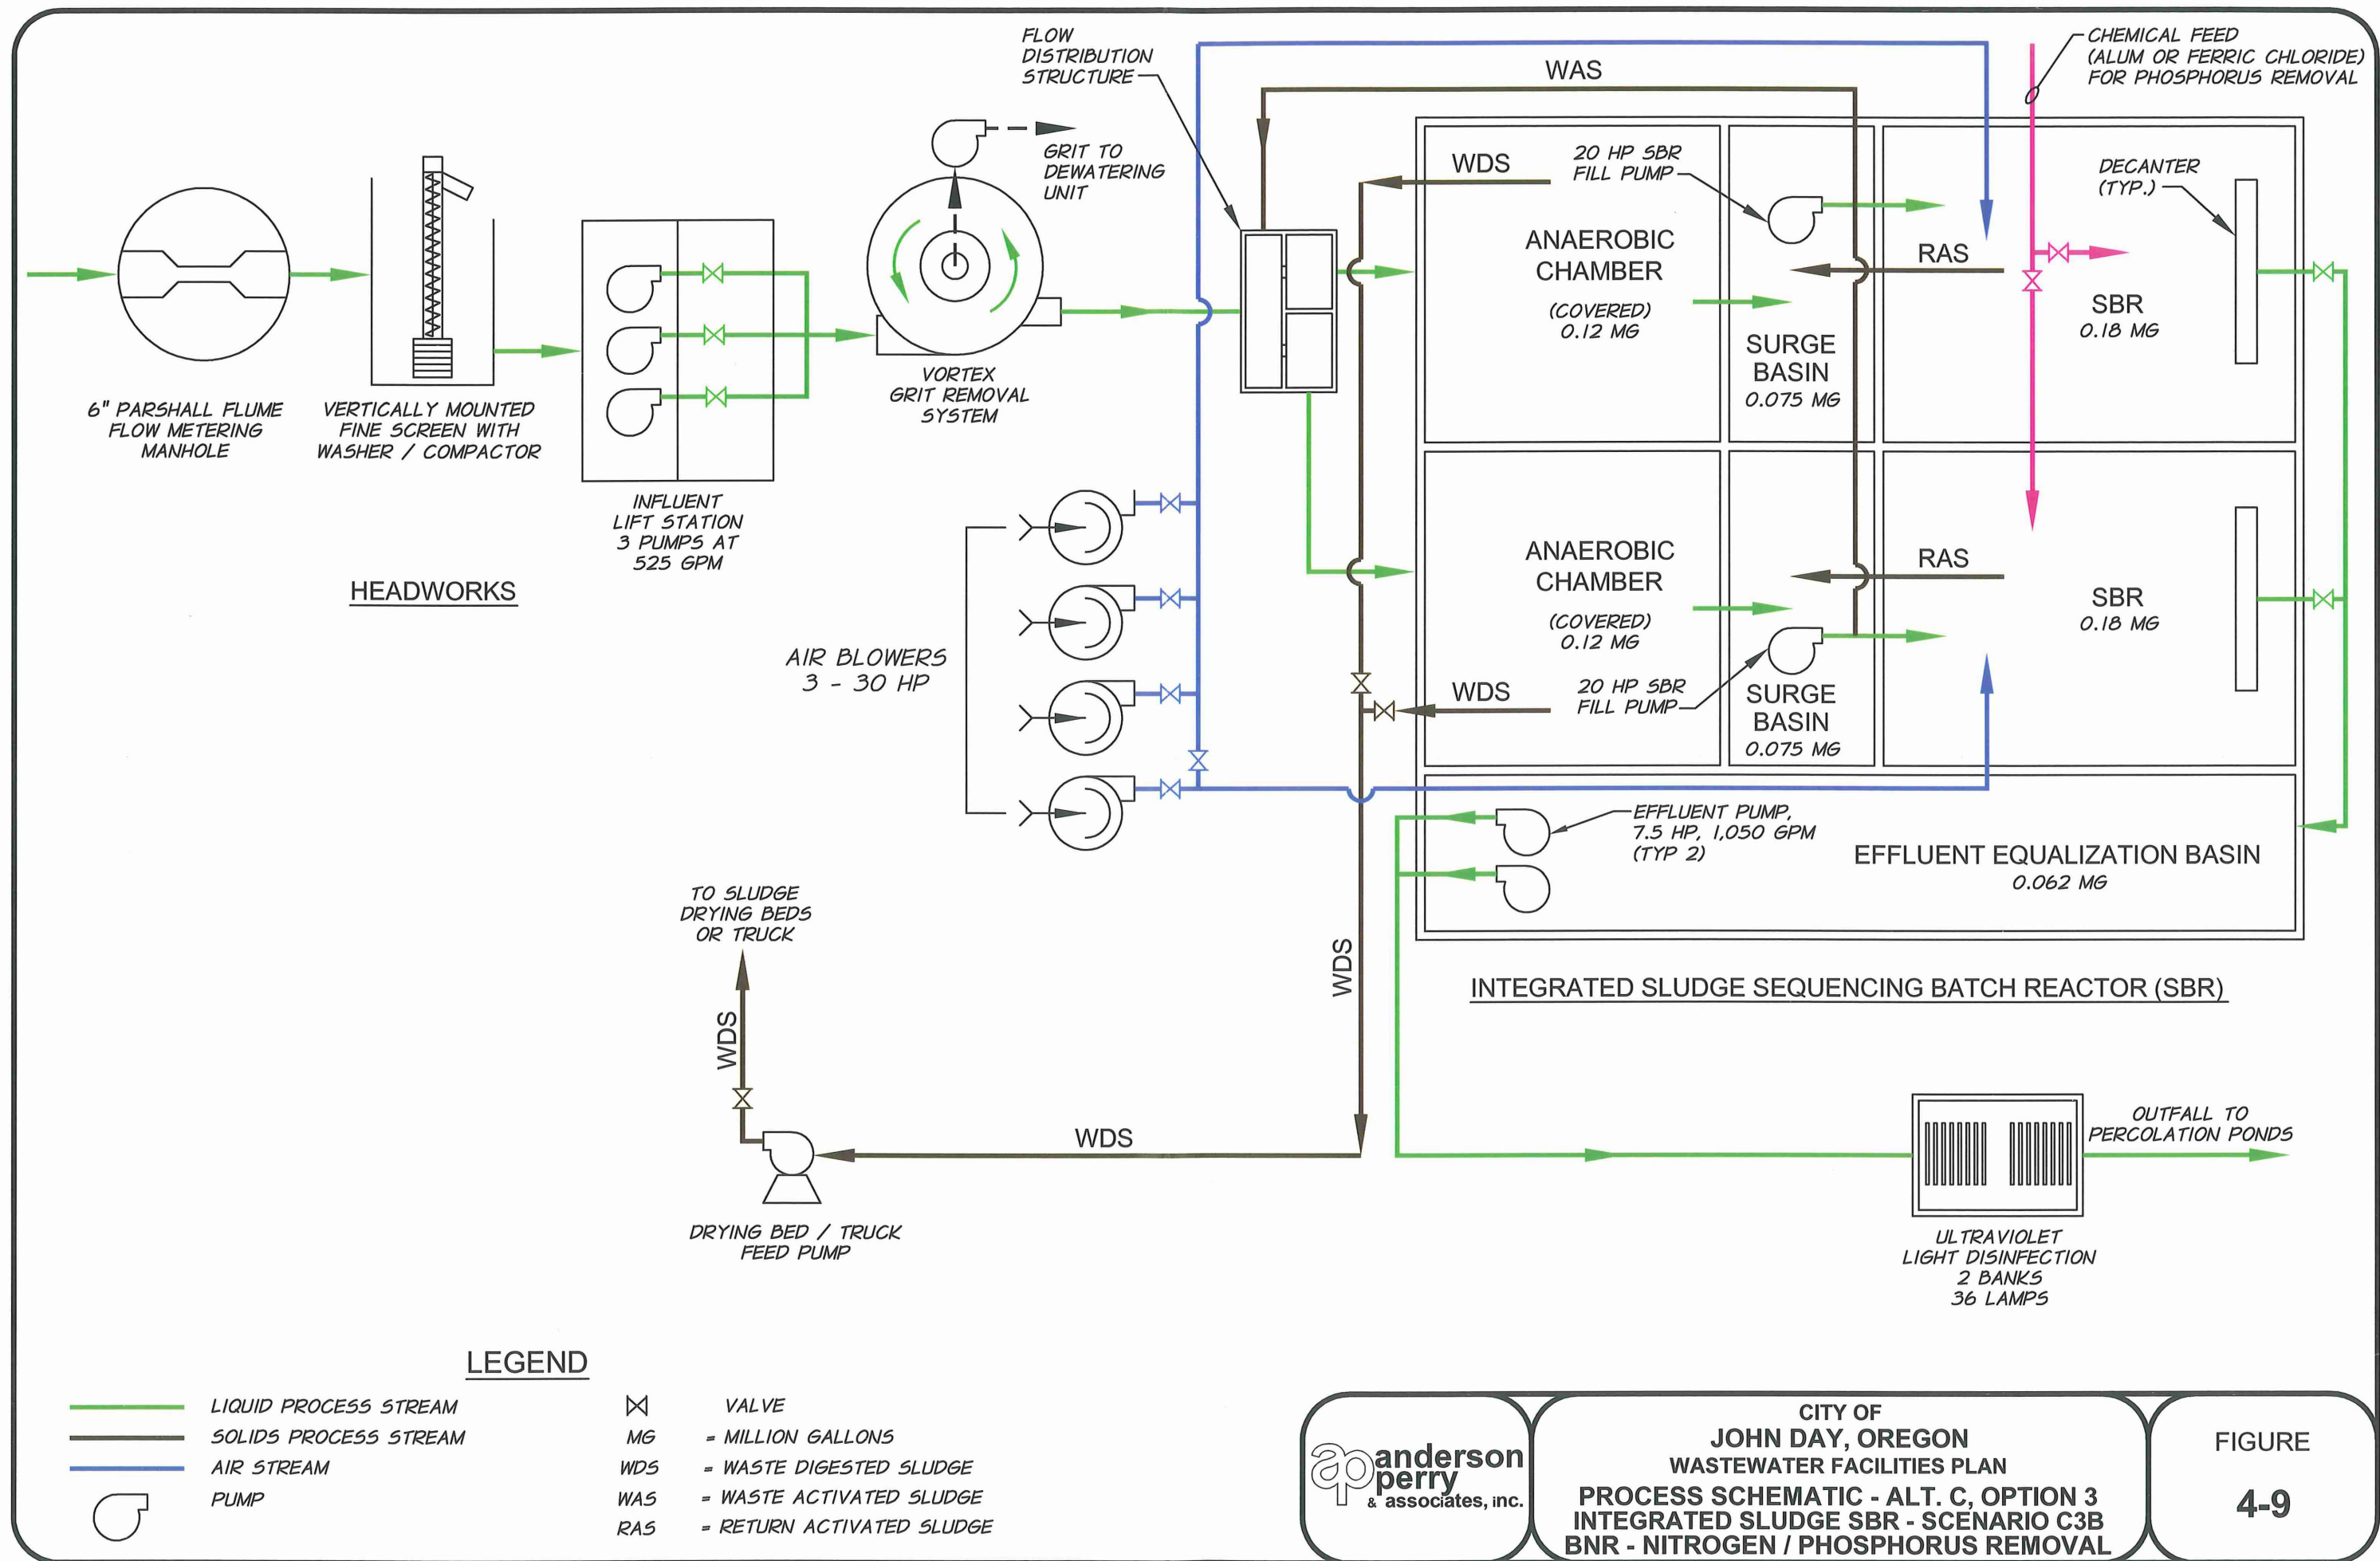 FLOW
DISTRIBUTION
STRUCTURE
WAS
CHEMICAL FEED
(ALUM OR FERRIC CHLORIDE)
FOR PHOSPHORUS REMOVAL
GRIT TO
DEWATERING
UNIT
WDS
20 HP SBR
FILL PUMP
DECANTER
(TYP.)
ANAEROBIC
CHAMBER
(COVERED)
0.12 MG
RAS
SURGE
BASIN
0.075 MG
SBR
0.18 MG
6" PARSHALL FLUME
FLOW METERING
MANHOLE
VERTICALLY MOUNTED
FINE SCREEN WITH
WASHER / COMPACTOR
INFLUENT
LIFT STATION
3 PUMPS AT
525 GPM
VORTEX
GRIT REMOVAL
SYSTEM
HEADWORKS
AIR BLOWERS
3 - 30 HP
ANAEROBIC
CHAMBER
(COVERED)
0.12 MG
RAS
SBR
0.18 MG
WDS
20 HP SBR
FILL PUMP
SURGE
BASIN
0.075 MG
EFFLUENT PUMP,
7.5 HP, 1,050 GPM
(TYP 2)
EFFLUENT EQUALIZATION BASIN
0.062 MG
INTEGRATED SLUDGE SEQUENCING BATCH REACTOR (SBR)
TO SLUDGE
DRYING BEDS
OR TRUCK
WDS
WDS
WDS
DRYING BED / TRUCK
FEED PUMP
OUTFALL TO
PERCOLATION PONDS
ULTRAVIOLET
LIGHT DISINFECTION
2 BANKS
36 LAMPS
LEGEND
LIQUID PROCESS STREAM
SOLIDS PROCESS STREAM
AIR STREAM
PUMP
VALVE
MG = MILLION GALLONS
WDS = WASTE DIGESTED SLUDGE
WAS = WASTE ACTIVATED SLUDGE
RAS = RETURN ACTIVATED SLUDGE
ap
anderson
perry
& associates, inc.
CITY OF
JOHN DAY, OREGON
WASTEWATER FACILITIES PLAN
PROCESS SCHEMATIC - ALT. C, OPTION 3
INTEGRATED SLUDGE SBR - SCENARIO C3B
BNR - NITROGEN / PHOSPHORUS REMOVAL
FIGURE
4-9